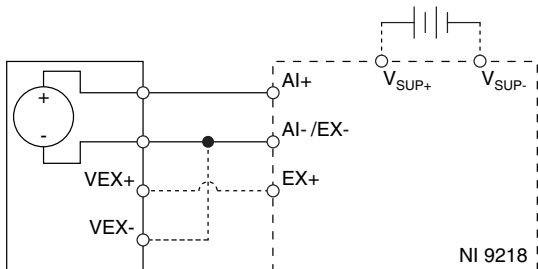 +
-
VEX+
VEX-
AI+
AI- /EX-
EX+
VSUP+
VSUP-
NI 9218